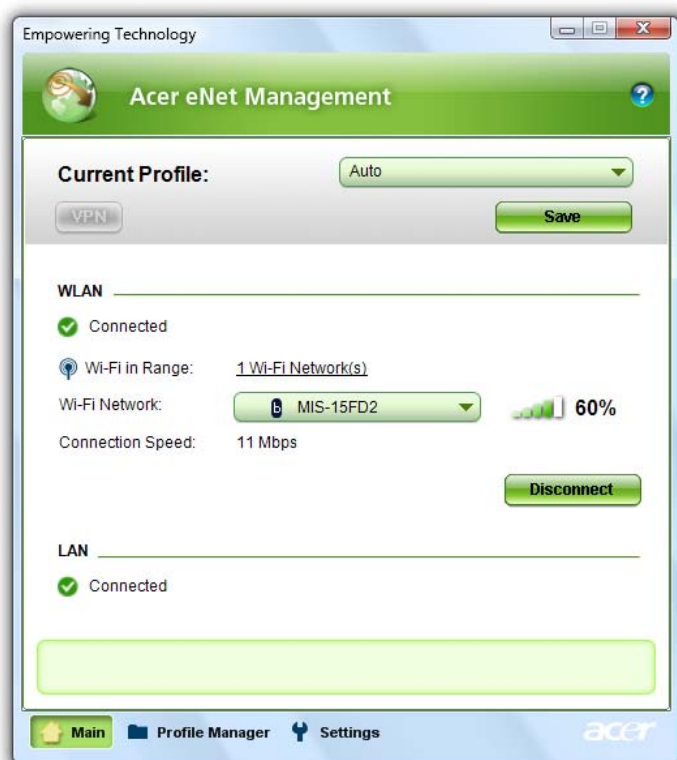 Empowering Technology
Acer eNet Management
?
Current Profile:
Auto
VPN
Save
WLAN
Connected
Wi-Fi in Range:
1 Wi-Fi Network(s)
Wi-Fi Network:
b MIS-15FD2
60%
Connection Speed:
11 Mbps
Disconnect
LAN
Connected
Main
Profile Manager
Settings
acer